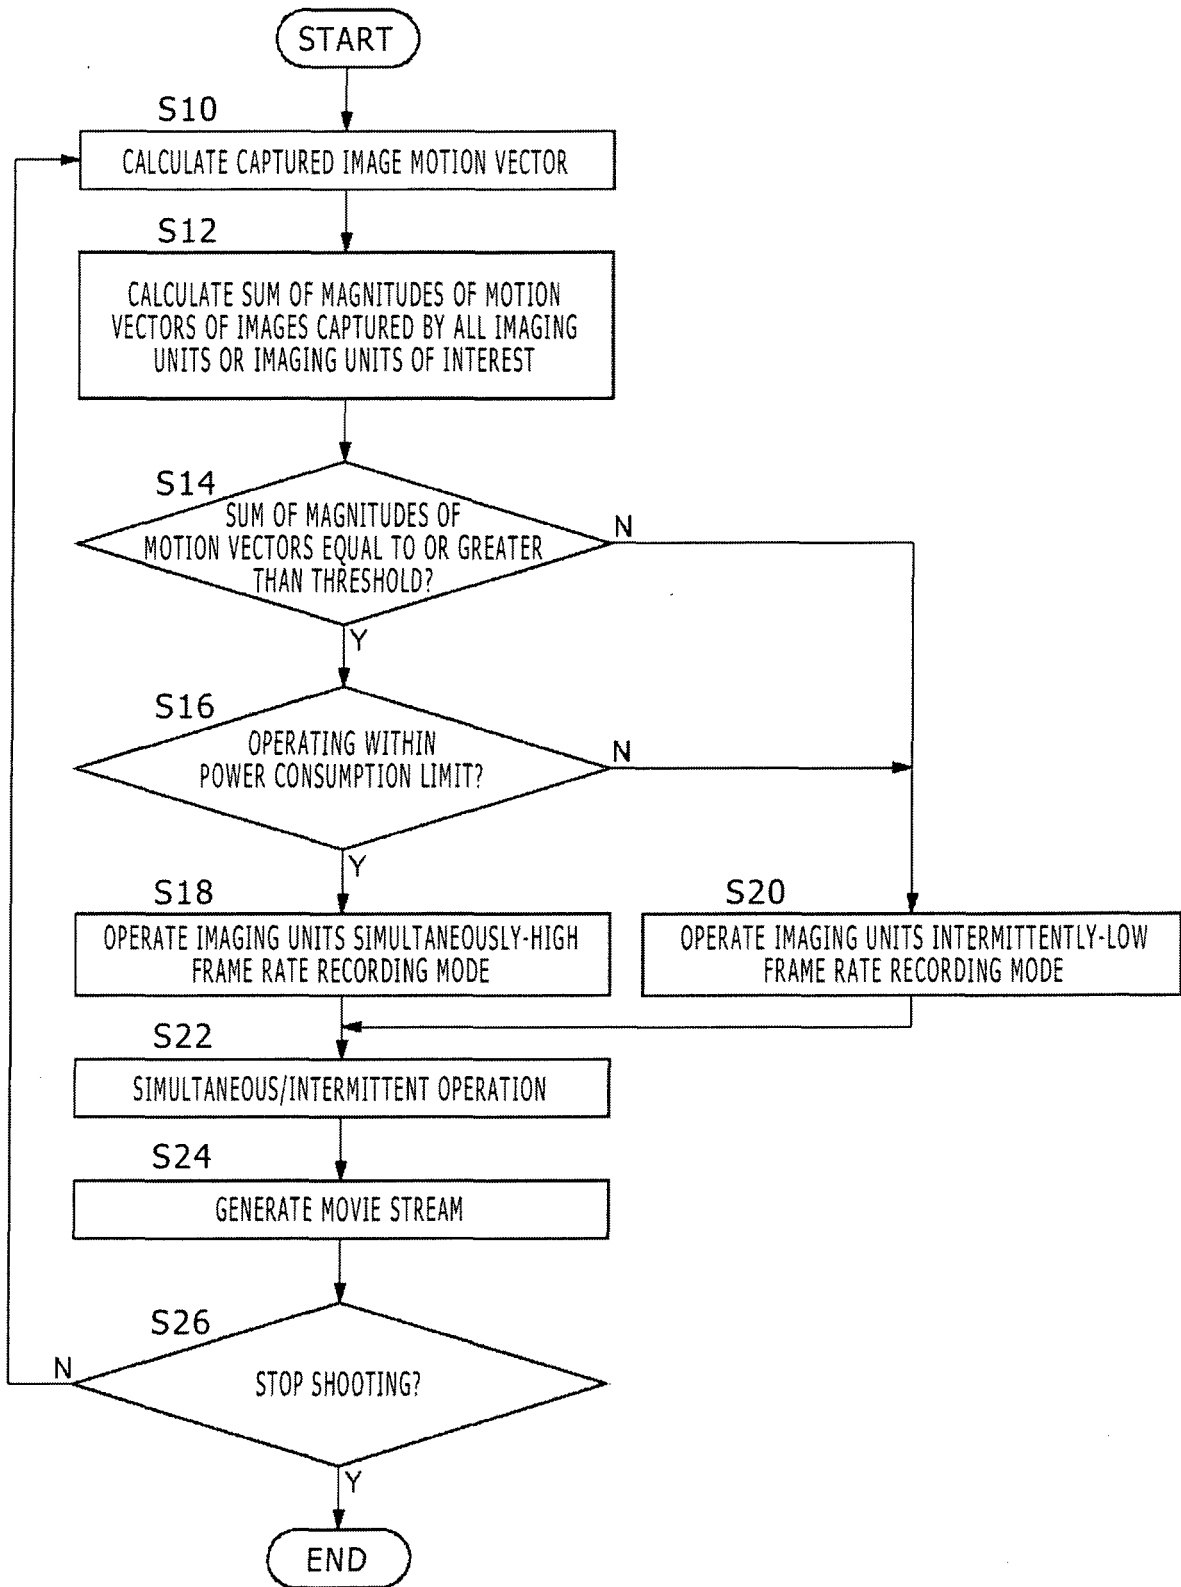 START
S10
CALCULATE CAPTURED IMAGE MOTION VECTOR
S12
CALCULATE SUM OF MAGNITUDES OF MOTION
VECTORS OF IMAGES CAPTURED BY ALL IMAGING
UNITS OR IMAGING UNITS OF INTEREST
S14
SUM OF MAGNITUDES OF
MOTION VECTORS EQUAL TO OR GREATER
THAN THRESHOLD?
N
Y
S16
OPERATING WITHIN
POWER CONSUMPTION LIMIT?
N
Y
S18
OPERATE IMAGING UNITS SIMULTANEOUSLY-HIGH
FRAME RATE RECORDING MODE
S20
OPERATE IMAGING UNITS INTERMITTENTLY-LOW
FRAME RATE RECORDING MODE
S22
SIMULTANEOUS/INTERMITTENT OPERATION
S24
GENERATE MOVIE STREAM
S26
STOP SHOOTING?
N
Y
END